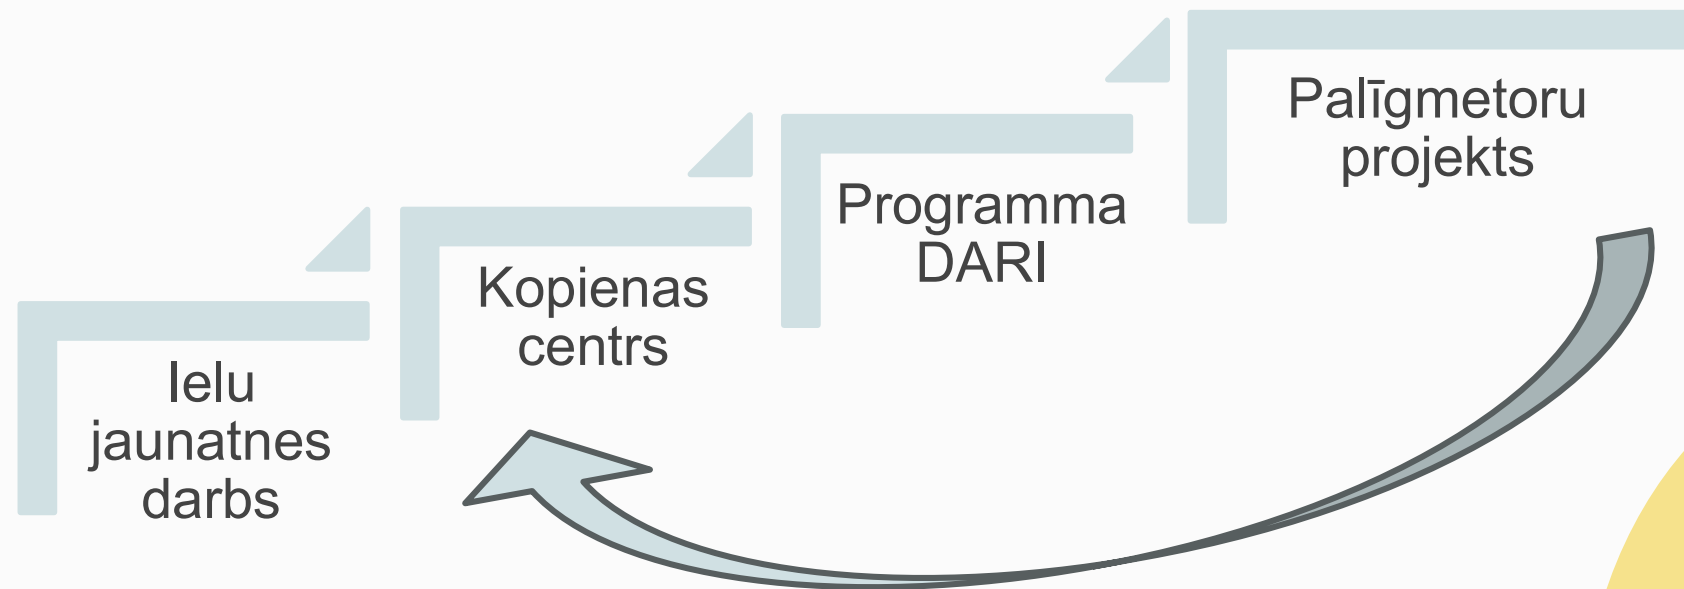 Ielu
jaunatnes
darbs
Kopienas
centrs
Programma
DARI
Palīgmetoru
projekts